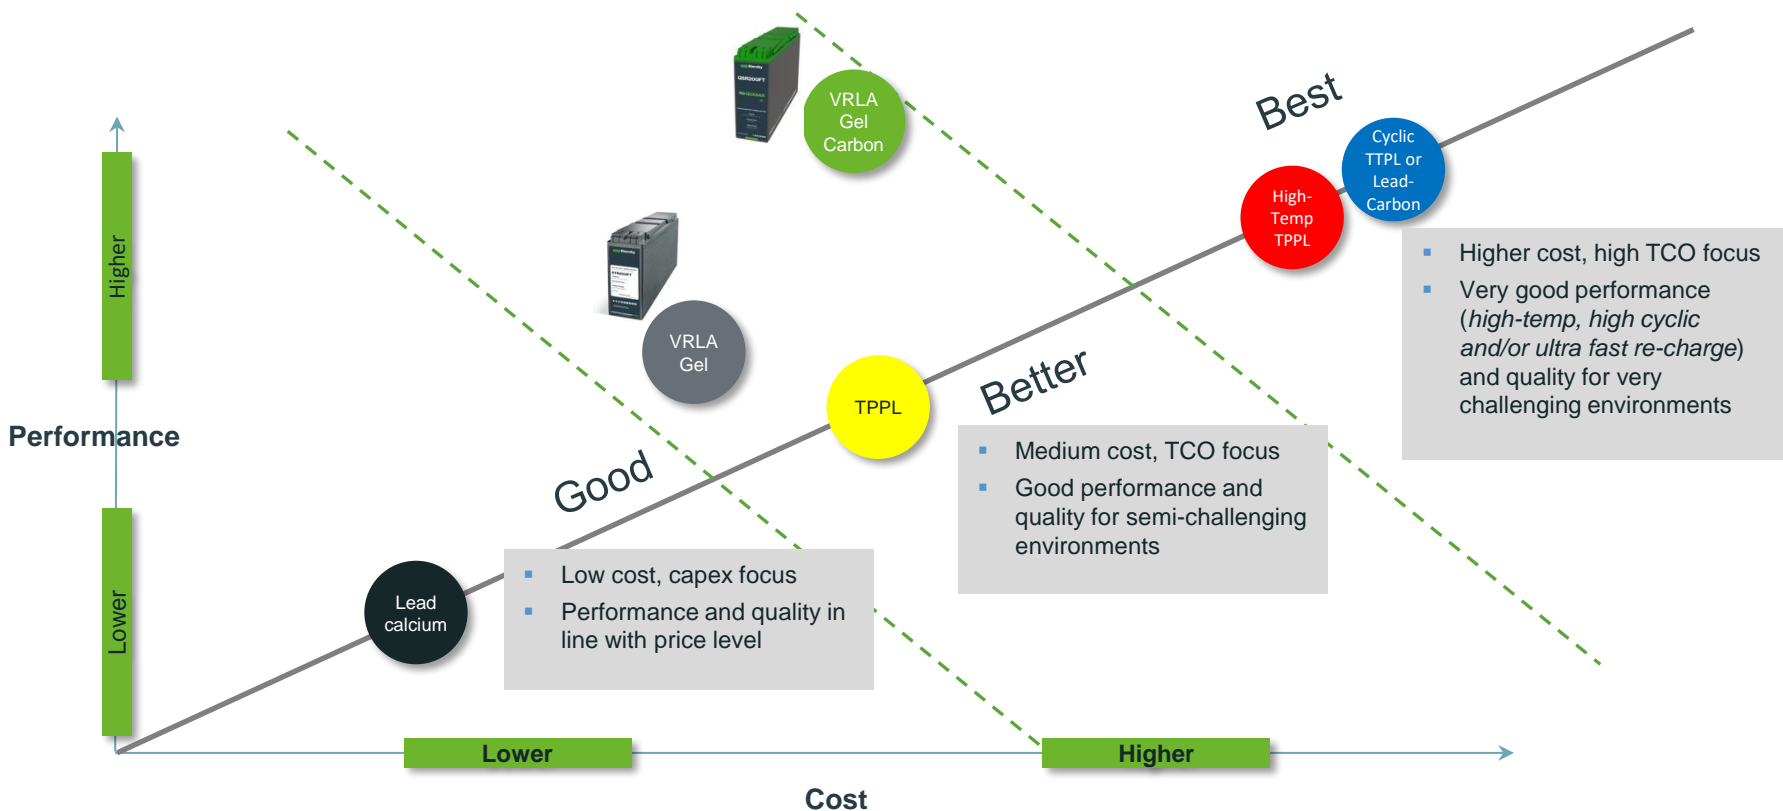 VRLA
Gel
Carbon
QSR200FT
Best
Cyclic
TTPL or
Lead-
Carbon
High-
Temp
TPPL
Higher
VRLA
Gel
Higher cost, high TCO focus
Very good performance
(high-temp, high cyclic
and/or ultra fast re-charge)
and quality for very
challenging environments
TPPL
Better
Performance
Medium cost, TCO focus
Good performance and
quality for semi-challenging
environments
Good
Lower
Lead
calcium
Low cost, capex focus
Performance and quality in
line with price level
Lower
Higher
Cost